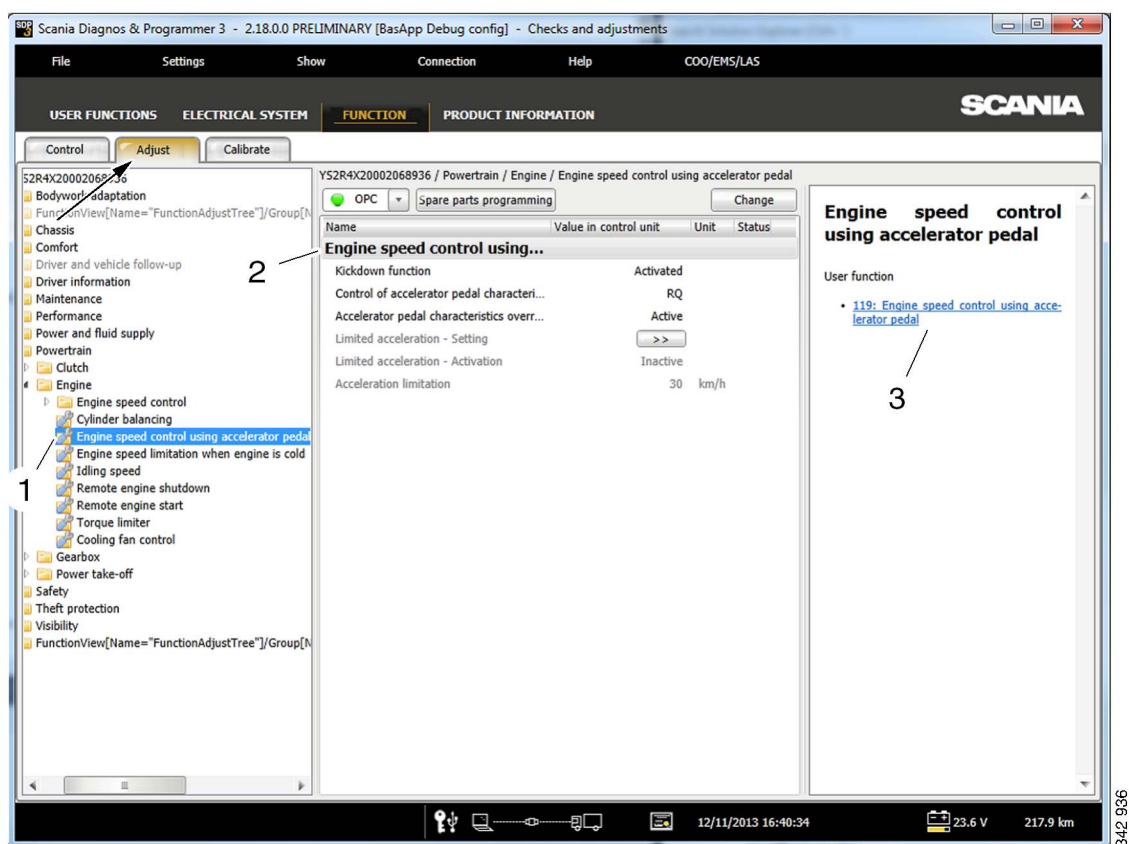 SDP 3 Scania Diagnos & Programmer 3 - 2.18.0.0 PRELIMINARY [BasApp Debug config] - Checks and adjustments
File Settings Show Connection Help COO/EMS/LAS
USER FUNCTIONS ELECTRICAL SYSTEM FUNCTION PRODUCT INFORMATION
SCANIA
Control Adjust Calibrate
S2R4X20002068936
Bodywork adaptation
FunctionView[Name="FunctionAdjustTree"]/Group[N
Chassis
Comfort
Driver and vehicle follow-up
Driver information
Maintenance
Performance
Power and fluid supply
Powertrain
Clutch
Engine
Engine speed control
Cylinder balancing
Engine speed control using accelerator pedal
Engine speed limitation when engine is cold
Idling speed
Remote engine shutdown
Remote engine start
Torque limiter
Cooling fan control
Gearbox
Power take-off
Safety
Theft protection
Visibility
FunctionView[Name="FunctionAdjustTree"]/Group[N
1
YS2R4X20002068936 / Powertrain / Engine / Engine speed control using accelerator pedal
OPC Spare parts programming Change
Name Value in control unit Unit Status
Engine speed control using...
2
Kickdown function Activated
Control of accelerator pedal characteri... RQ
Accelerator pedal characteristics overr... Active
Limited acceleration - Setting >>
Limited acceleration - Activation Inactive
Acceleration limitation 30 km/h
Engine speed control
using accelerator pedal
User function
• 119: Engine speed control using acce-
lerator pedal
3
12/11/2013 16:40:34 23.6 V 217.9 km
342 936